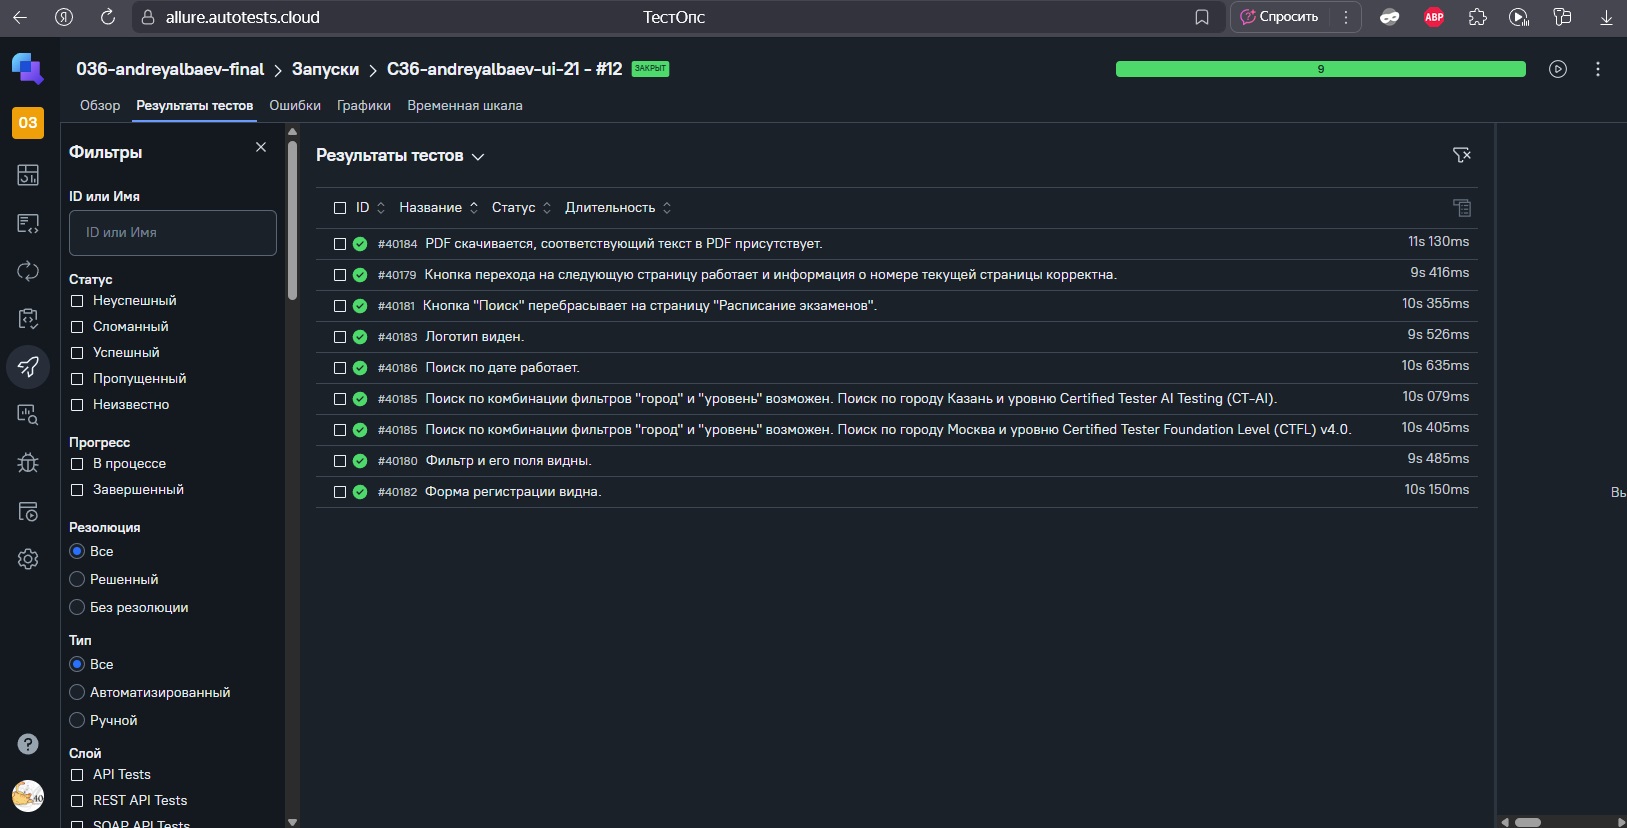 allure.autotests.cloud
ТестОпс
Спросить
ABP
036-andreyalbaev-final > Запуски > C36-andreyalbaev-ui-21 - #12 ЗАКРЫТ
9
Обзор Результаты тестов Ошибки Графики Временная шкала
03
Фильтры
ID или Имя
ID или Имя
Статус
Неуспешный
Сломанный
Успешный
Пропущенный
Неизвестно
Прогресс
В процессе
Завершенный
Резолюция
Все
Решенный
Без резолюции
Тип
Все
Автоматизированный
Ручной
Слой
API Tests
REST API Tests
SOAP API Tests
Результаты тестов
ID Название Статус Длительность
#40184 PDF скачивается, соответствующий текст в PDF присутствует. 11s 130ms
#40179 Кнопка перехода на следующую страницу работает и информация о номере текущей страницы корректна. 9s 416ms
#40181 Кнопка "Поиск" перебрасывает на страницу "Расписание экзаменов". 10s 355ms
#40183 Логотип виден. 9s 526ms
#40186 Поиск по дате работает. 10s 635ms
#40185 Поиск по комбинации фильтров "город" и "уровень" возможен. Поиск по городу Казань и уровню Certified Tester AI Testing (CT-AI). 10s 079ms
#40185 Поиск по комбинации фильтров "город" и "уровень" возможен. Поиск по городу Москва и уровню Certified Tester Foundation Level (CTFL) v4.0. 10s 405ms
#40180 Фильтр и его поля видны. 9s 485ms
#40182 Форма регистрации видна. 10s 150ms
Вы